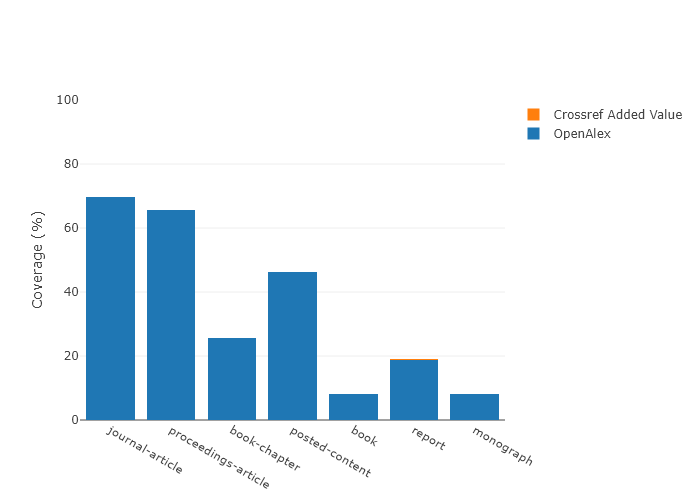 Crossref Added Value
OpenAlex
Coverage (%)
100
80
60
40
20
0
journal-article
proceedings-article
book-chapter
posted-content
book
report
monograph